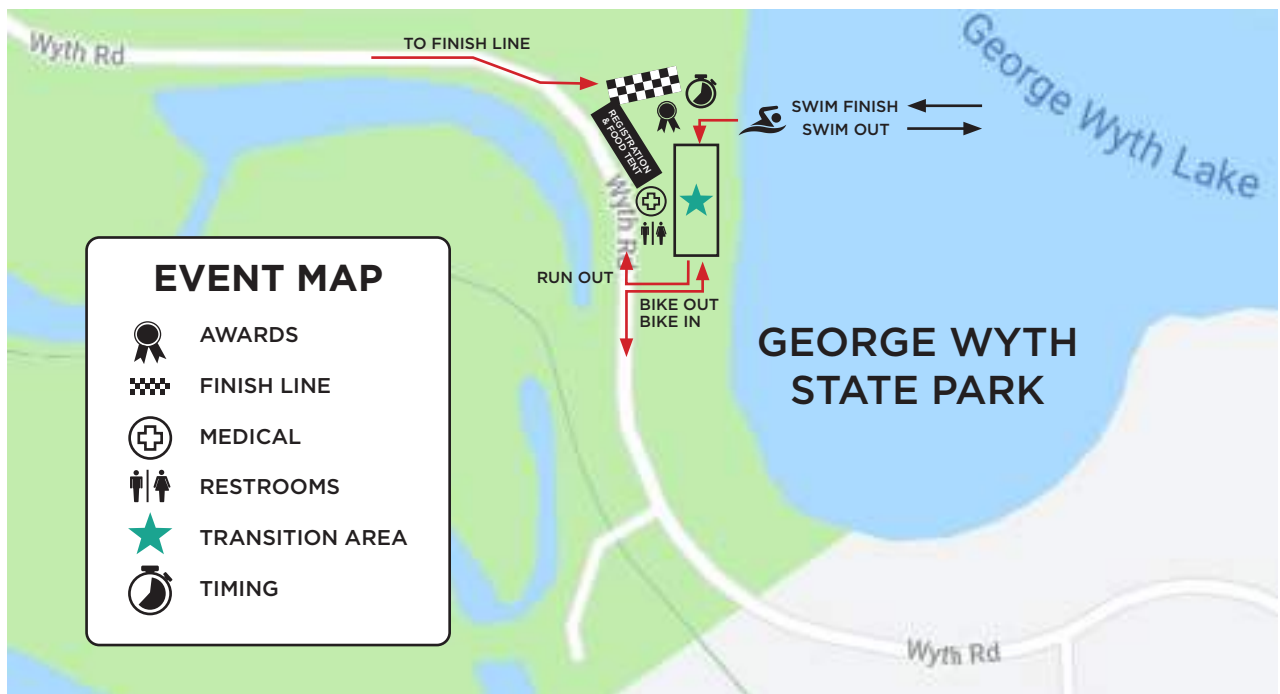 Wyth Rd
TO FINISH LINE
George Wyth Lake
SWIM FINISH
SWIM OUT
REGISTRATION
& FOOD TENT
Wyth Rd
RUN OUT
BIKE OUT
BIKE IN
GEORGE WYTH
STATE PARK
EVENT MAP
AWARDS
FINISH LINE
MEDICAL
RESTROOMS
TRANSITION AREA
TIMING
Wyth Rd